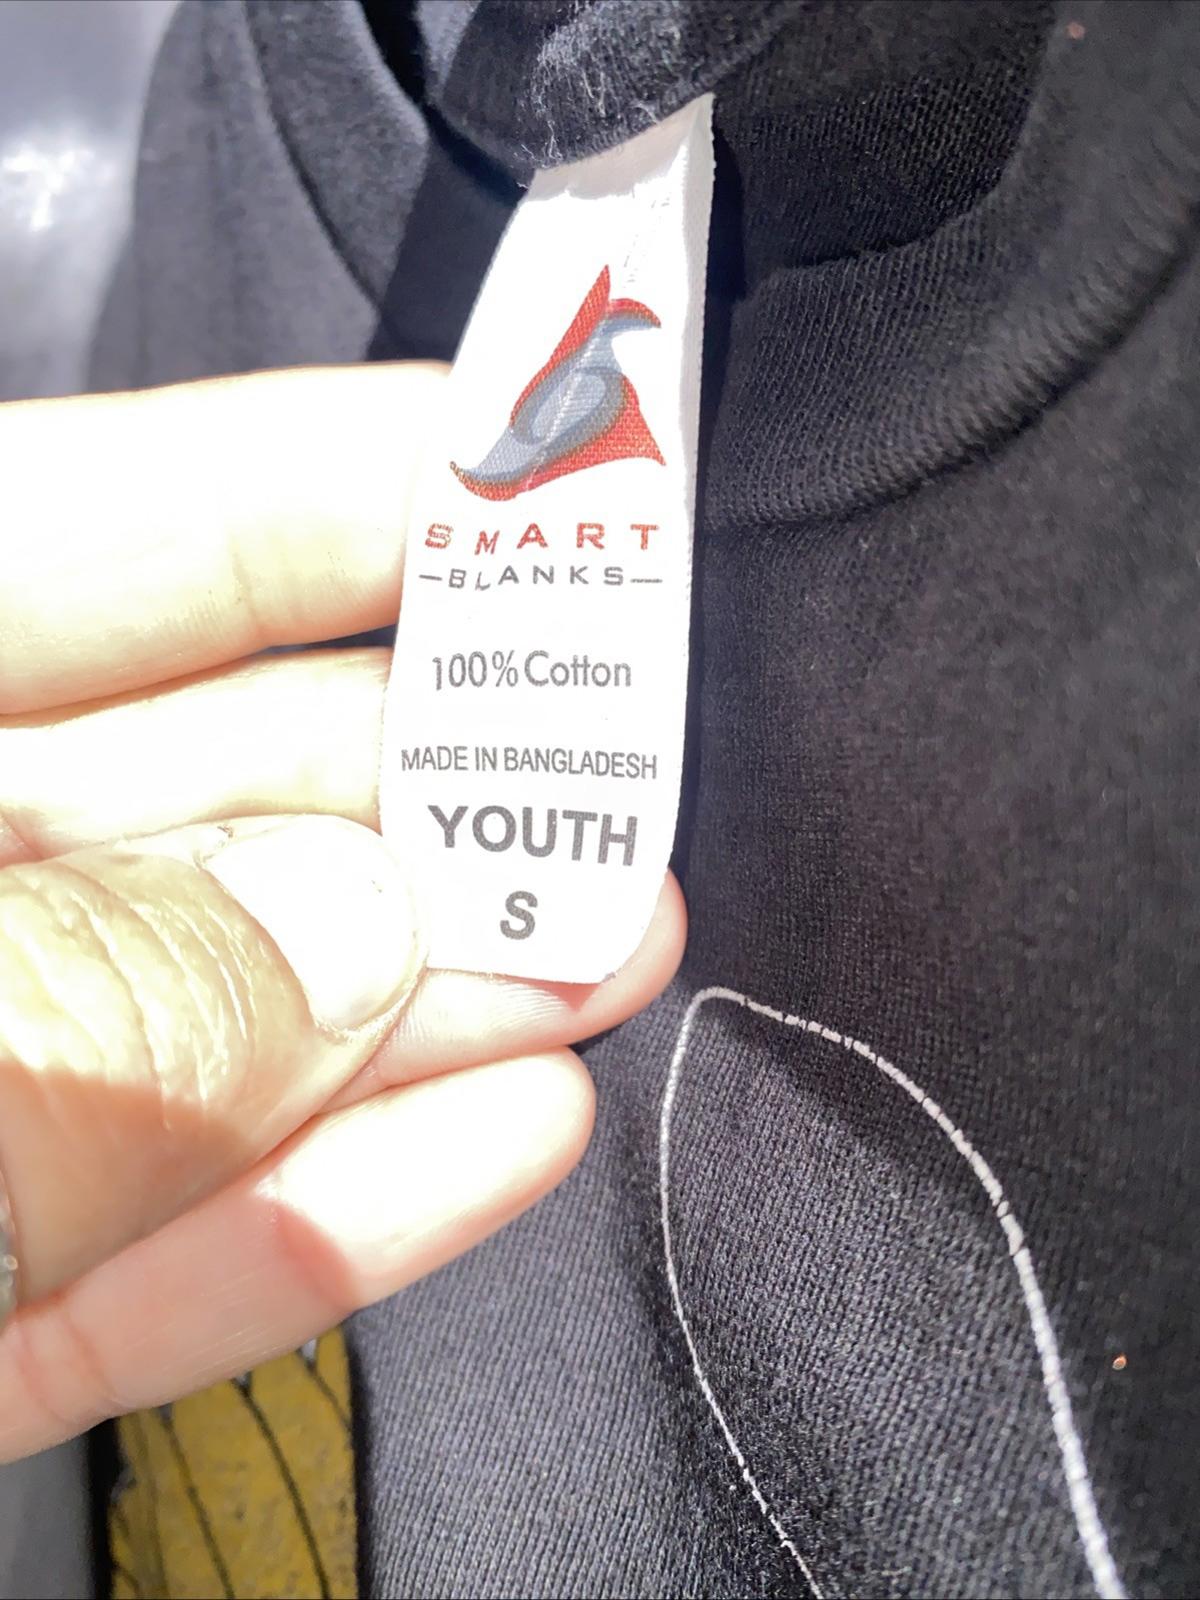 SMART
—BLANKS—
100% Cotton
MADE IN BANGLADESH
YOUTH
S